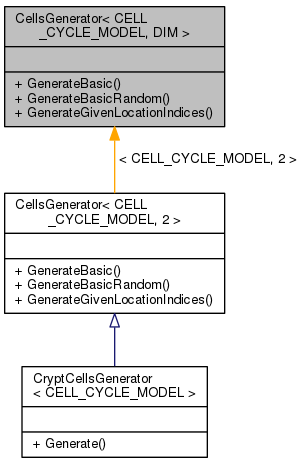 CellsGenerator< CELL
_CYCLE_MODEL, DIM >
+ GenerateBasic()
+ GenerateBasicRandom()
+ GenerateGivenLocationIndices()
< CELL_CYCLE_MODEL, 2 >
CellsGenerator< CELL
_CYCLE_MODEL, 2 >
+ GenerateBasic()
+ GenerateBasicRandom()
+ GenerateGivenLocationIndices()
CryptCellsGenerator
< CELL_CYCLE_MODEL >
+ Generate()